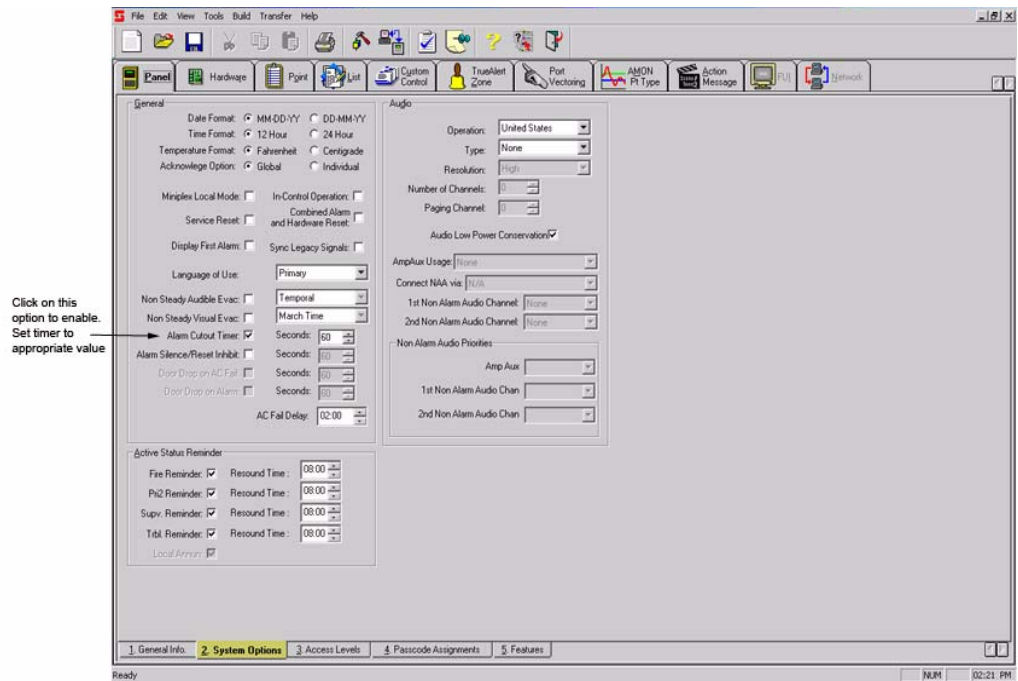 File Edit View Tools Build Transfer Help
Panel Hardware Point List Custom Control TrueAlert Zone Port Vectoring AMON Pt Type Action Message FUI Network
General
Date Format: MM-DD-YY DD-MM-YY
Time Format: 12 Hour 24 Hour
Temperature Format: Fahrenheit Centigrade
Acknowlege Option: Global Individual
Miniplex Local Mode: In-Control Operation:
Service Reset: Combined Alarm and Hardware Reset:
Display First Alarm: Sync Legacy Signals:
Language of Use: Primary
Non Steady Audible Evac: Temporal
Non Steady Visual Evac: March Time
Alarm Cutout Timer: Seconds: 60
Alarm Silence/Reset Inhibit: Seconds: 60
Door Drop on AC Fail: Seconds: 60
Door Drop on Alarm: Seconds: 60
AC Fail Delay: 02:00
Click on this
option to enable.
Set timer to
appropriate value
Active Status Reminder
Fire Reminder: Resound Time : 08:00
Pri2 Reminder: Resound Time : 08:00
Supv. Reminder: Resound Time : 08:00
Trbl. Reminder: Resound Time : 08:00
Local Annun:
Audio
Operation: United States
Type: None
Resolution: High
Number of Channels: 0
Paging Channel: 0
Audio Low Power Conservation
AmpAux Usage: None
Connect NAA via: N/A
1st Non Alarm Audio Channel: None
2nd Non Alarm Audio Channel: None
Non Alarm Audio Priorities
Amp Aux
1st Non Alarm Audio Chan
2nd Non Alarm Audio Chan
1. General Info. 2. System Options 3. Access Levels 4. Passcode Assignments 5. Features
Ready NUM 02:21 PM